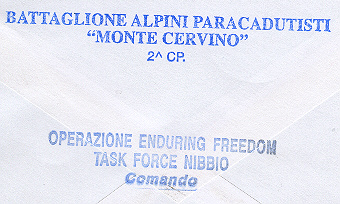 BATTAGLIONE ALPINI PARACADUTISTI
“MONTE CERVINO”
2^ CP.
OPERAZIONE ENDURING FREEDOM
TASK FORCE NIBBIO
Comando